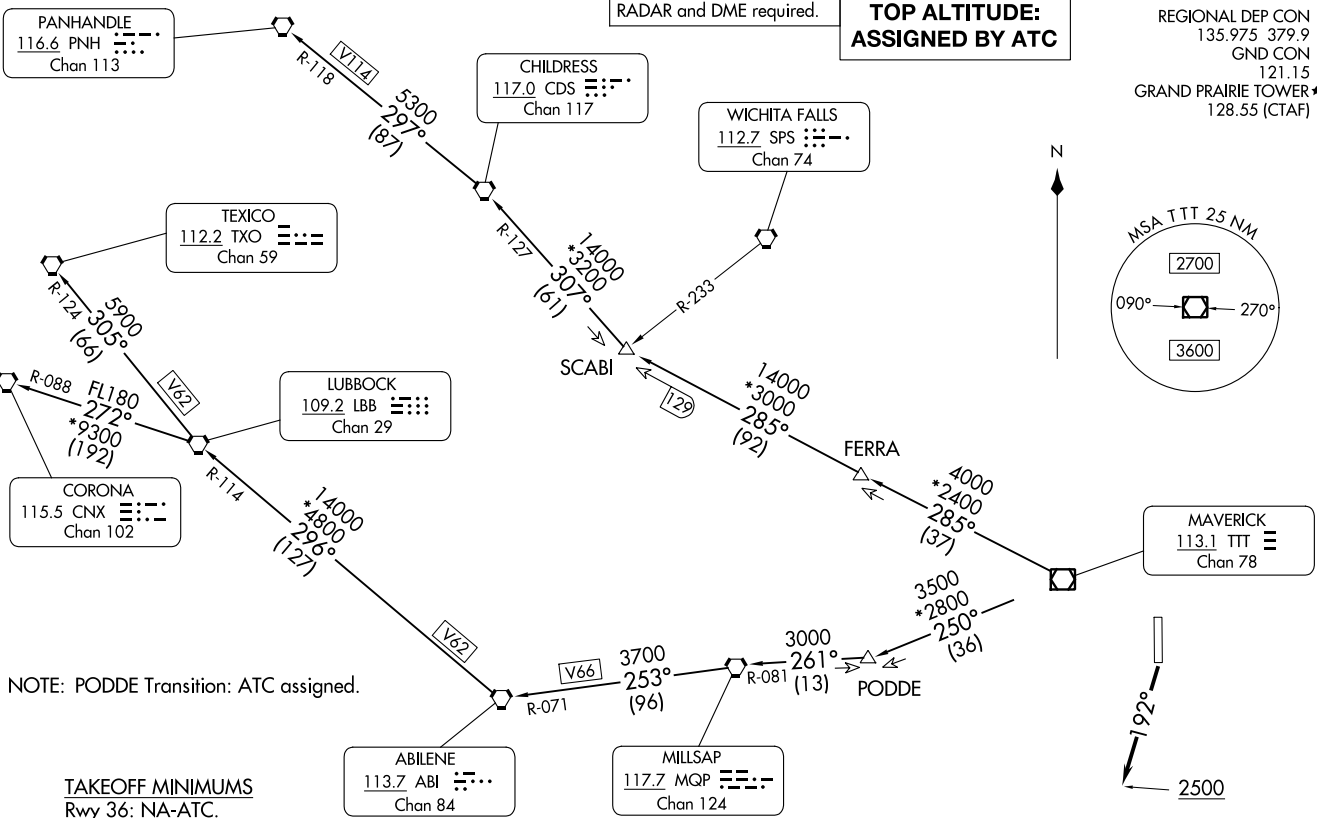 RADAR and DME required.
TOP ALTITUDE:
ASSIGNED BY ATC
REGIONAL DEP CON
135.975 379.9
GND CON
121.15
GRAND PRAIRIE TOWER★
128.55 (CTAF)
PANHANDLE
116.6 PNH
Chan 113
R-118
V114
5300
297°
(87)
CHILDRESS
117.0 CDS
Chan 117
WICHITA FALLS
112.7 SPS
Chan 74
N
MSA TTT 25 NM
2700
090°
270°
3600
TEXICO
112.2 TXO
Chan 59
R-127
14000
*3200
307°
(61)
R-233
SCABI
R-124
5900
305°
(66)
V62
R-088
FL180
272°
*9300
(192)
LUBBOCK
109.2 LBB
Chan 29
129
14000
*3000
285°
(92)
FERRA
4000
*2400
285°
(37)
CORONA
115.5 CNX
Chan 102
R-114
14000
*4800
296°
(127)
V62
MAVERICK
113.1 TTT
Chan 78
3500
*2800
250°
(36)
PODDE
3000
261°
(13)
R-081
V66
3700
253°
(96)
R-071
NOTE: PODDE Transition: ATC assigned.
192°
2500
ABILENE
113.7 ABI
Chan 84
MILLSAP
117.7 MQP
Chan 124
TAKEOFF MINIMUMS
Rwy 36: NA-ATC.